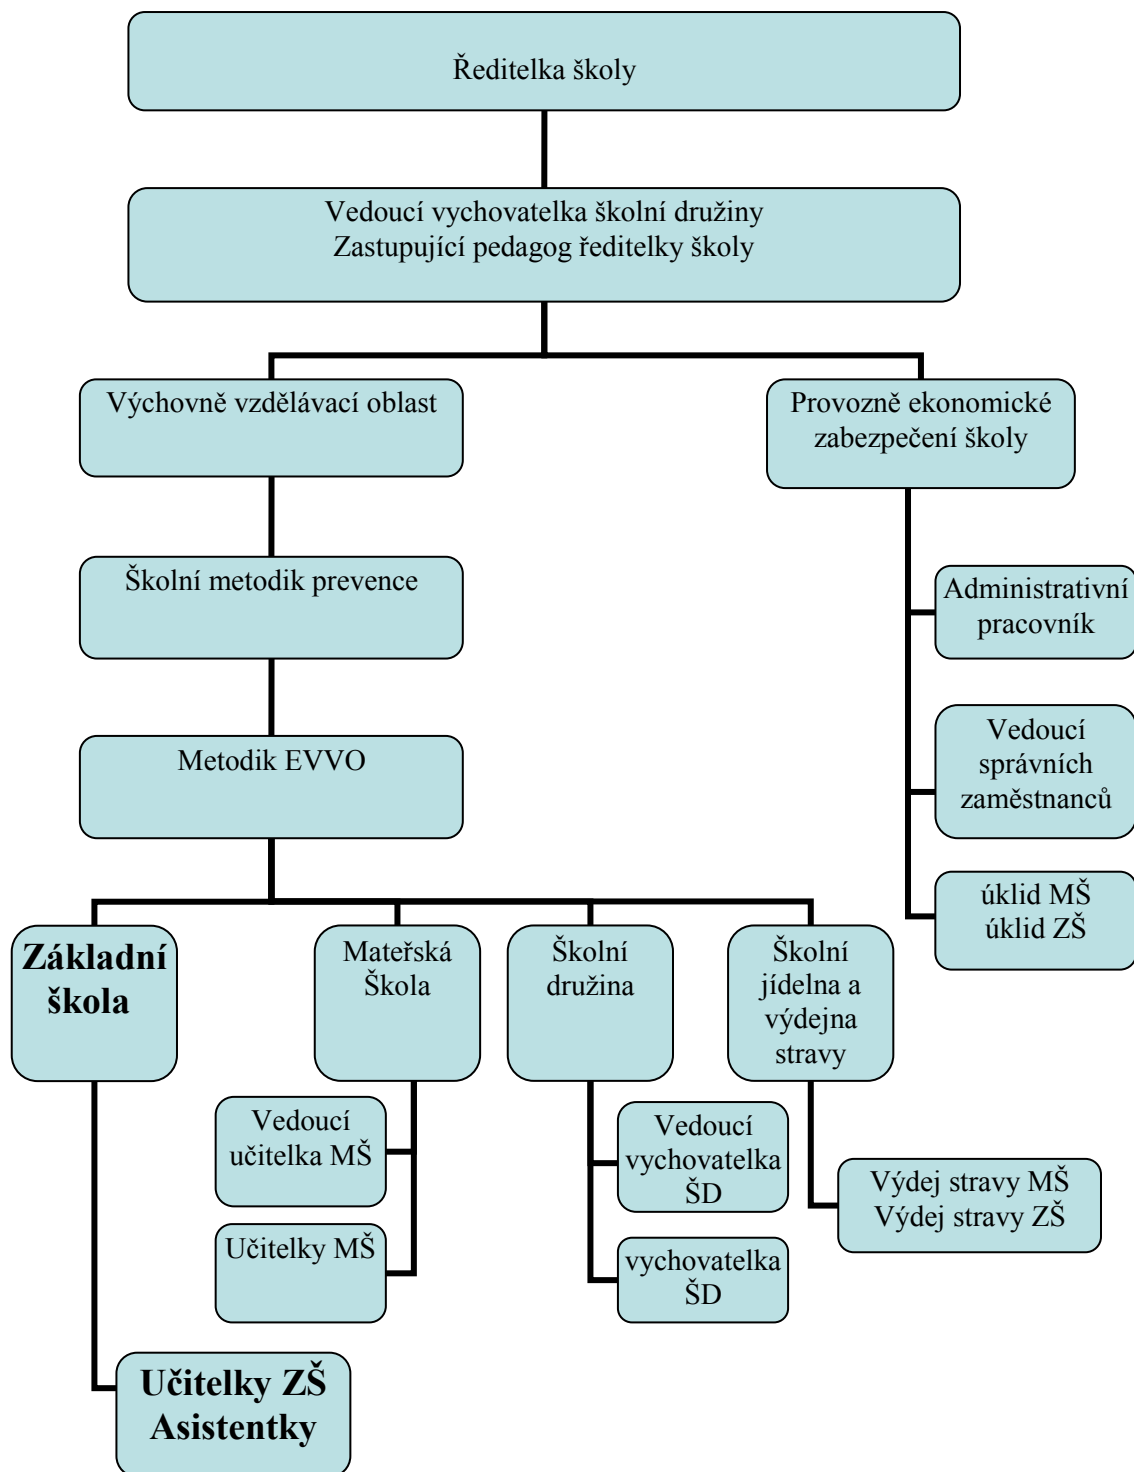 Ředitelka školy
Vedoucí vychovatelka školní družiny
Zastupující pedagog ředitelky školy
Výchovně vzdělávací oblast
Provozně ekonomické
zabezpečení školy
Školní metodik prevence
Administrativní
pracovník
Metodik EVVO
Vedoucí
správních
zaměstnanců
úklid MŠ
úklid ZŠ
Základní
škola
Mateřská
Škola
Školní
družina
Školní
jídelna a
výdejna
stravy
Vedoucí
učitelka MŠ
Učitelky MŠ
Vedoucí
vychovatelka
ŠD
vychovatelka
ŠD
Výdej stravy MŠ
Výdej stravy ZŠ
Učitelky ZŠ
Asistentky